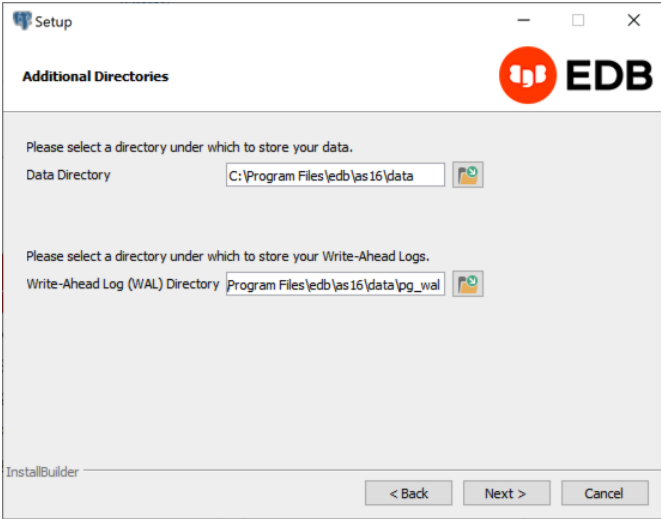 Setup
Additional Directories
EDB
Please select a directory under which to store your data.
Data Directory C:\Program Files\edb\as16\data
Please select a directory under which to store your Write-Ahead Logs.
Write-Ahead Log (WAL) Directory Program Files\edb\as16\data\pg_wal
InstallBuilder
< Back Next > Cancel